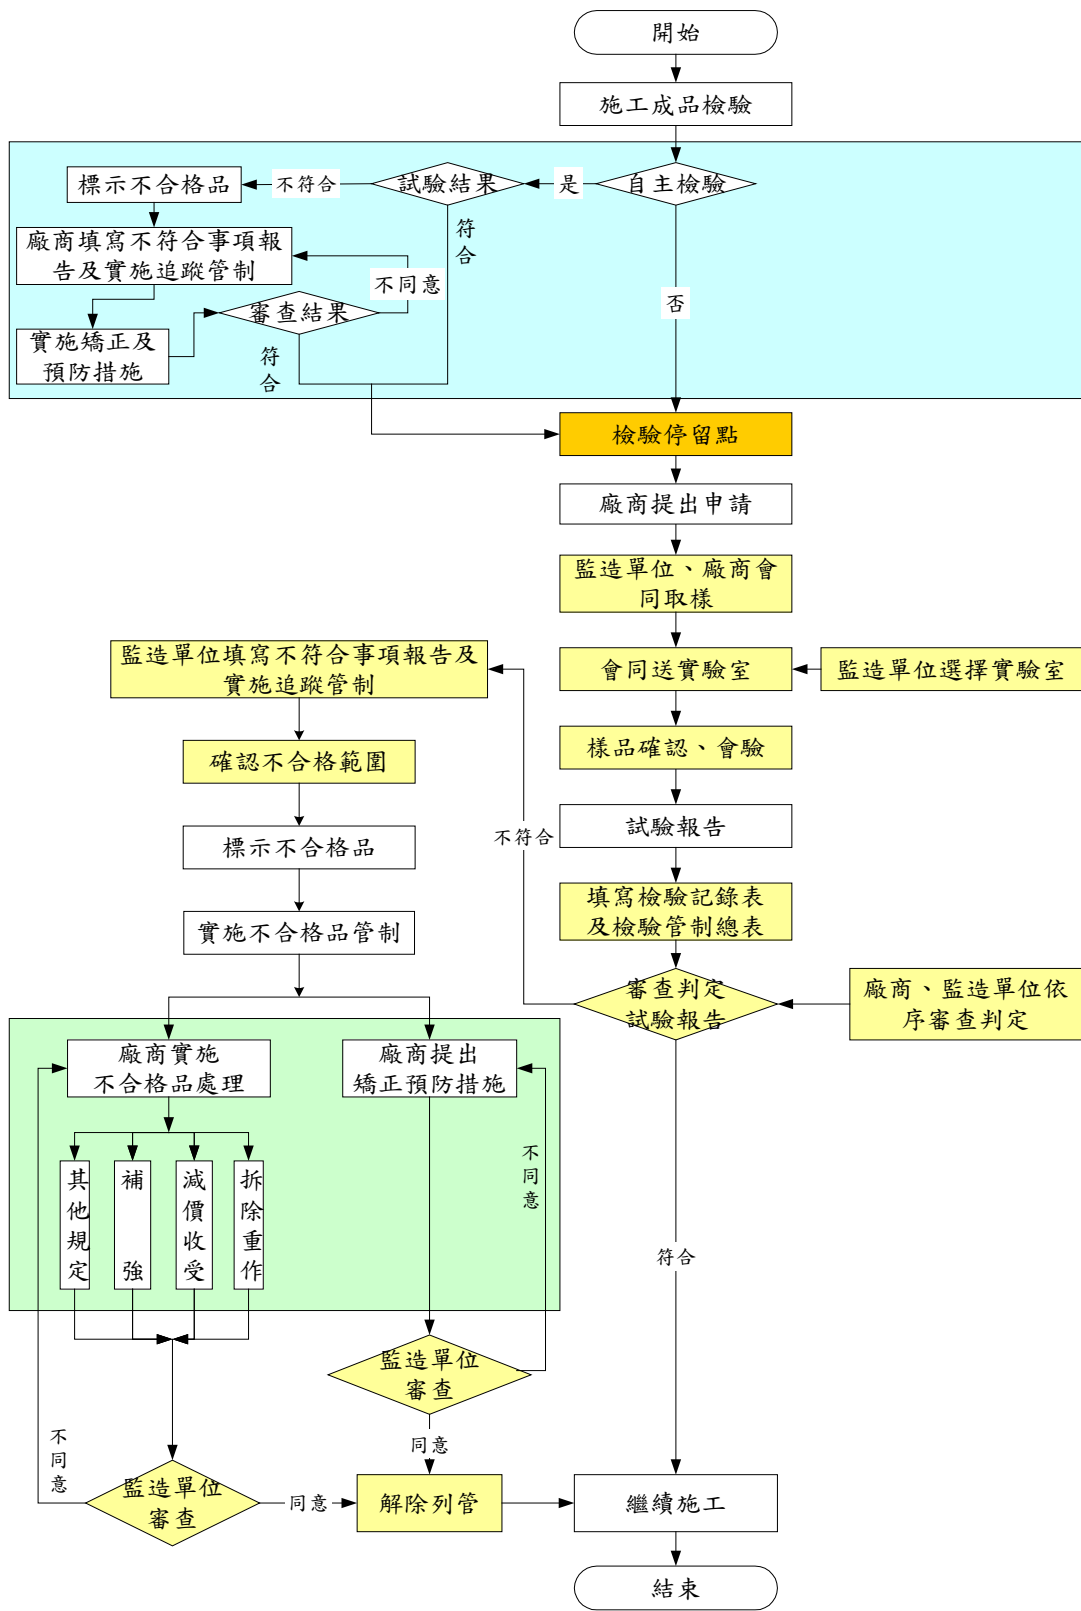 開始
施工成品檢驗
自主檢驗
是
試驗結果
不符合
標示不合格品
符
合
廠商填寫不符合事項報
告及實施追蹤管制
不同意
審查結果
實施矯正及
預防措施
符
合
否
檢驗停留點
廠商提出申請
監造單位、廠商會
同取樣
會同送實驗室
監造單位選擇實驗室
樣品確認、會驗
試驗報告
填寫檢驗記錄表
及檢驗管制總表
審查判定
試驗報告
廠商、監造單位依
序審查判定
不符合
監造單位填寫不符合事項報告及
實施追蹤管制
確認不合格範圍
標示不合格品
實施不合格品管制
廠商實施
不合格品處理
廠商提出
矯正預防措施
其他規定
補強
減價收受
拆除重作
不同意
監造單位
審查
同意
不同意
監造單位
審查
同意
解除列管
符合
繼續施工
結束